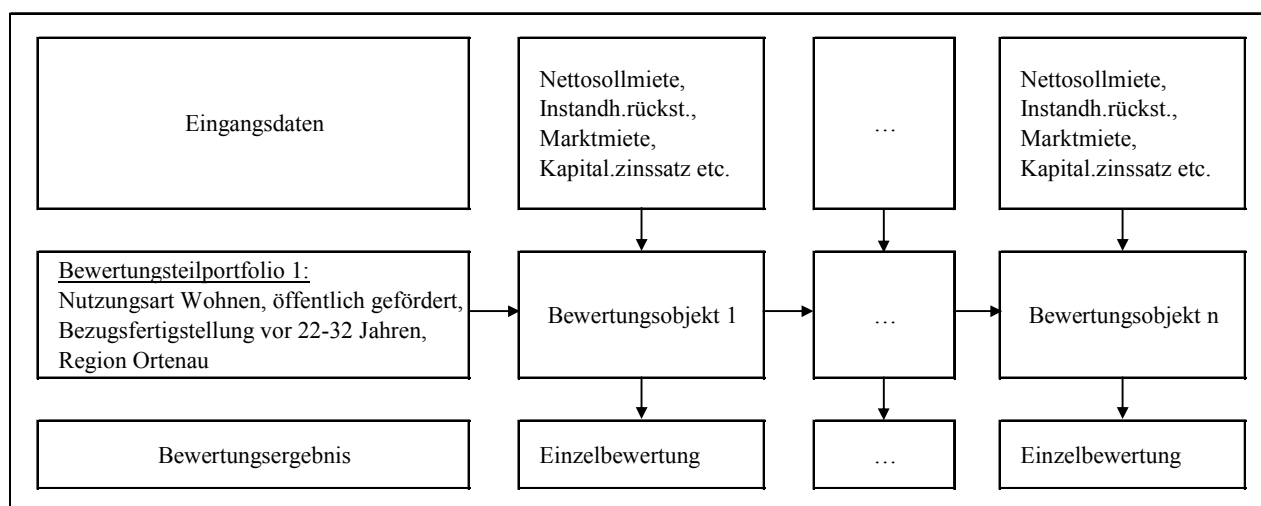 Eingangsdaten
Nettosollmiete,
Instandh.rückst.,
Marktmiete,
Kapital.zinssatz etc.
…
Nettosollmiete,
Instandh.rückst.,
Marktmiete,
Kapital.zinssatz etc.
Bewertungsteilportfolio 1:
Nutzungsart Wohnen, öffentlich gefördert,
Bezugsfertigstellung vor 22-32 Jahren,
Region Ortenau
Bewertungsobjekt 1
…
Bewertungsobjekt n
Bewertungsergebnis
Einzelbewertung
…
Einzelbewertung